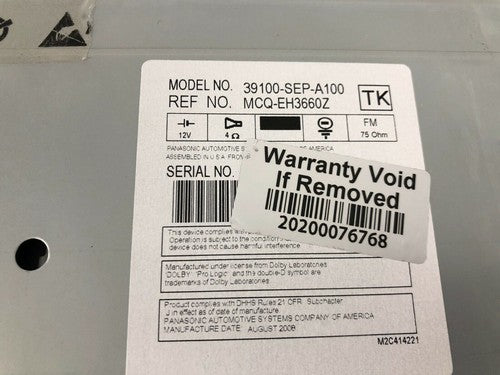 MODEL NO. 39100-SEP-A100
REF NO. MCQ-EH3660Z
TK
12V
4Ω
FM
75 Ohm
PANASONIC AUTOMOTIVE S OF AMERICA
ASSEMBLED IN U.S.A. FROM
SERIAL NO.
Warranty Void
If Removed
20200076768
This device complies with
Operation is subject to the condition
device does not cause harmful interference
Manufactured under license from Dolby Laboratories
"DOLBY", "Pro Logic" and the double-D symbol are
trademarks of Dolby Laboratories.
Product complies with DHHS Rules 21 CFR Subchapter
J in effect as of date of manufacture.
PANASONIC AUTOMOTIVE SYSTEMS COMPANY OF AMERICA
MANUFACTURE DATE: AUGUST 2008
M2C414221